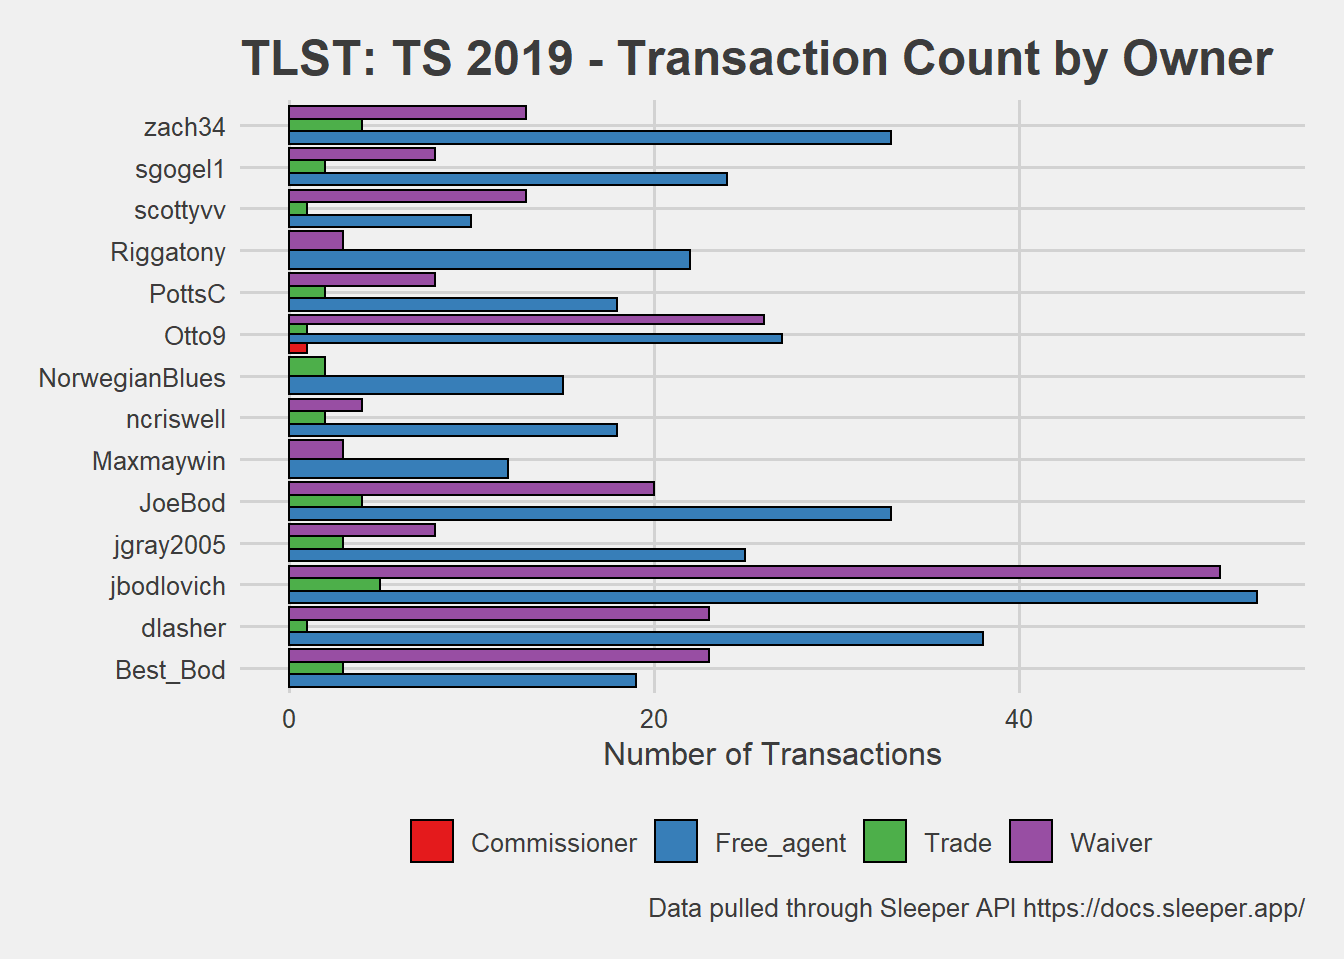 TLST: TS 2019 - Transaction Count by Owner
zach34
sgogel1
scottyvv
Riggatony
PottsC
Otto9
NorwegianBlues
ncriswell
Maxmaywin
JoeBod
jgray2005
jbodlovich
dlasher
Best_Bod
0 20 40
Number of Transactions
Commissioner Free_agent Trade Waiver
Data pulled through Sleeper API https://docs.sleeper.app/